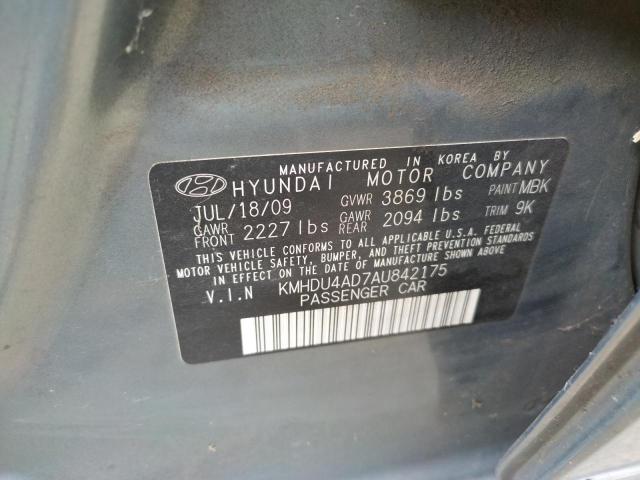 MANUFACTURED IN KOREA BY
HYUNDAI MOTOR COMPANY
JUL/18/09 GVWR 3869 lbs PAINT MBK
GAWR FRONT 2227 lbs GAWR REAR 2094 lbs TRIM 9K
THIS VEHICLE CONFORMS TO ALL APPLICABLE U.S.A. FEDERAL
MOTOR VEHICLE SAFETY, BUMPER, AND THEFT PREVENTION STANDARDS
IN EFFECT ON THE DATE OF MANUFACTURE SHOWN ABOVE.
V.I.N KMHDU4AD7AU842175
PASSENGER CAR